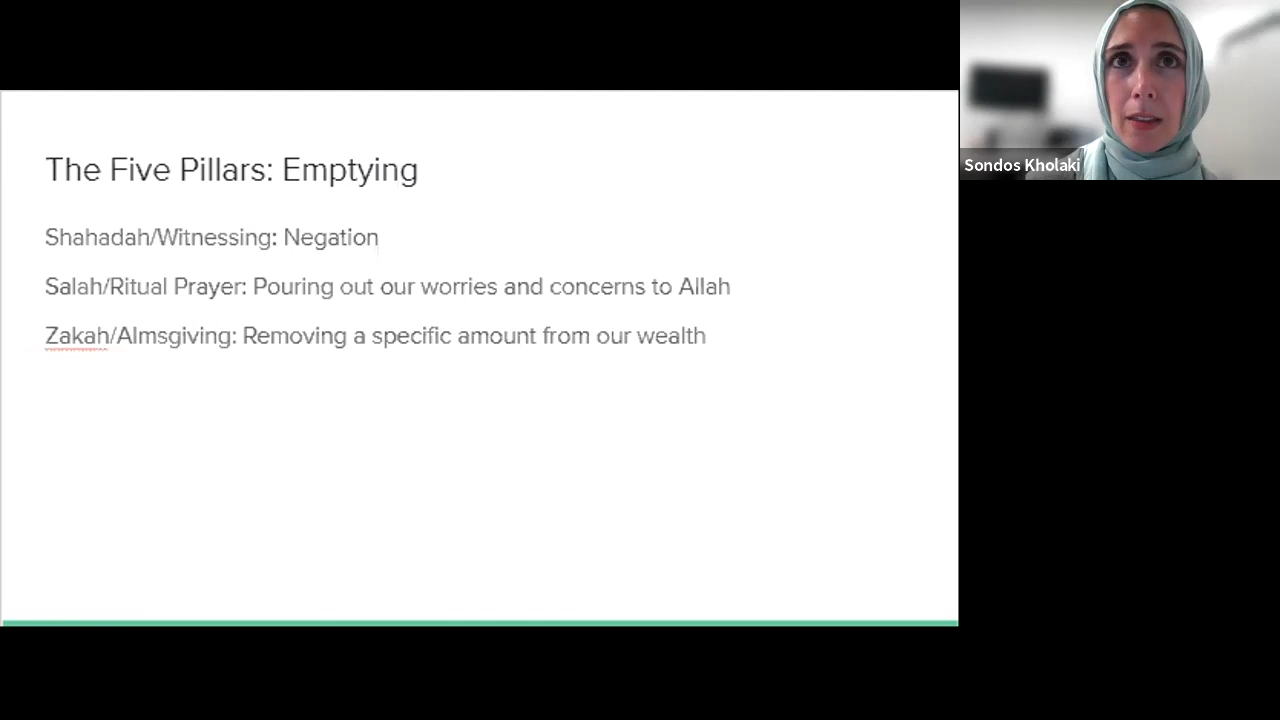 The Five Pillars: Emptying
Shahadah/Witnessing: Negation
Salah/Ritual Prayer: Pouring out our worries and concerns to Allah
Zakah/Almsgiving: Removing a specific amount from our wealth
Sondos Kholaki